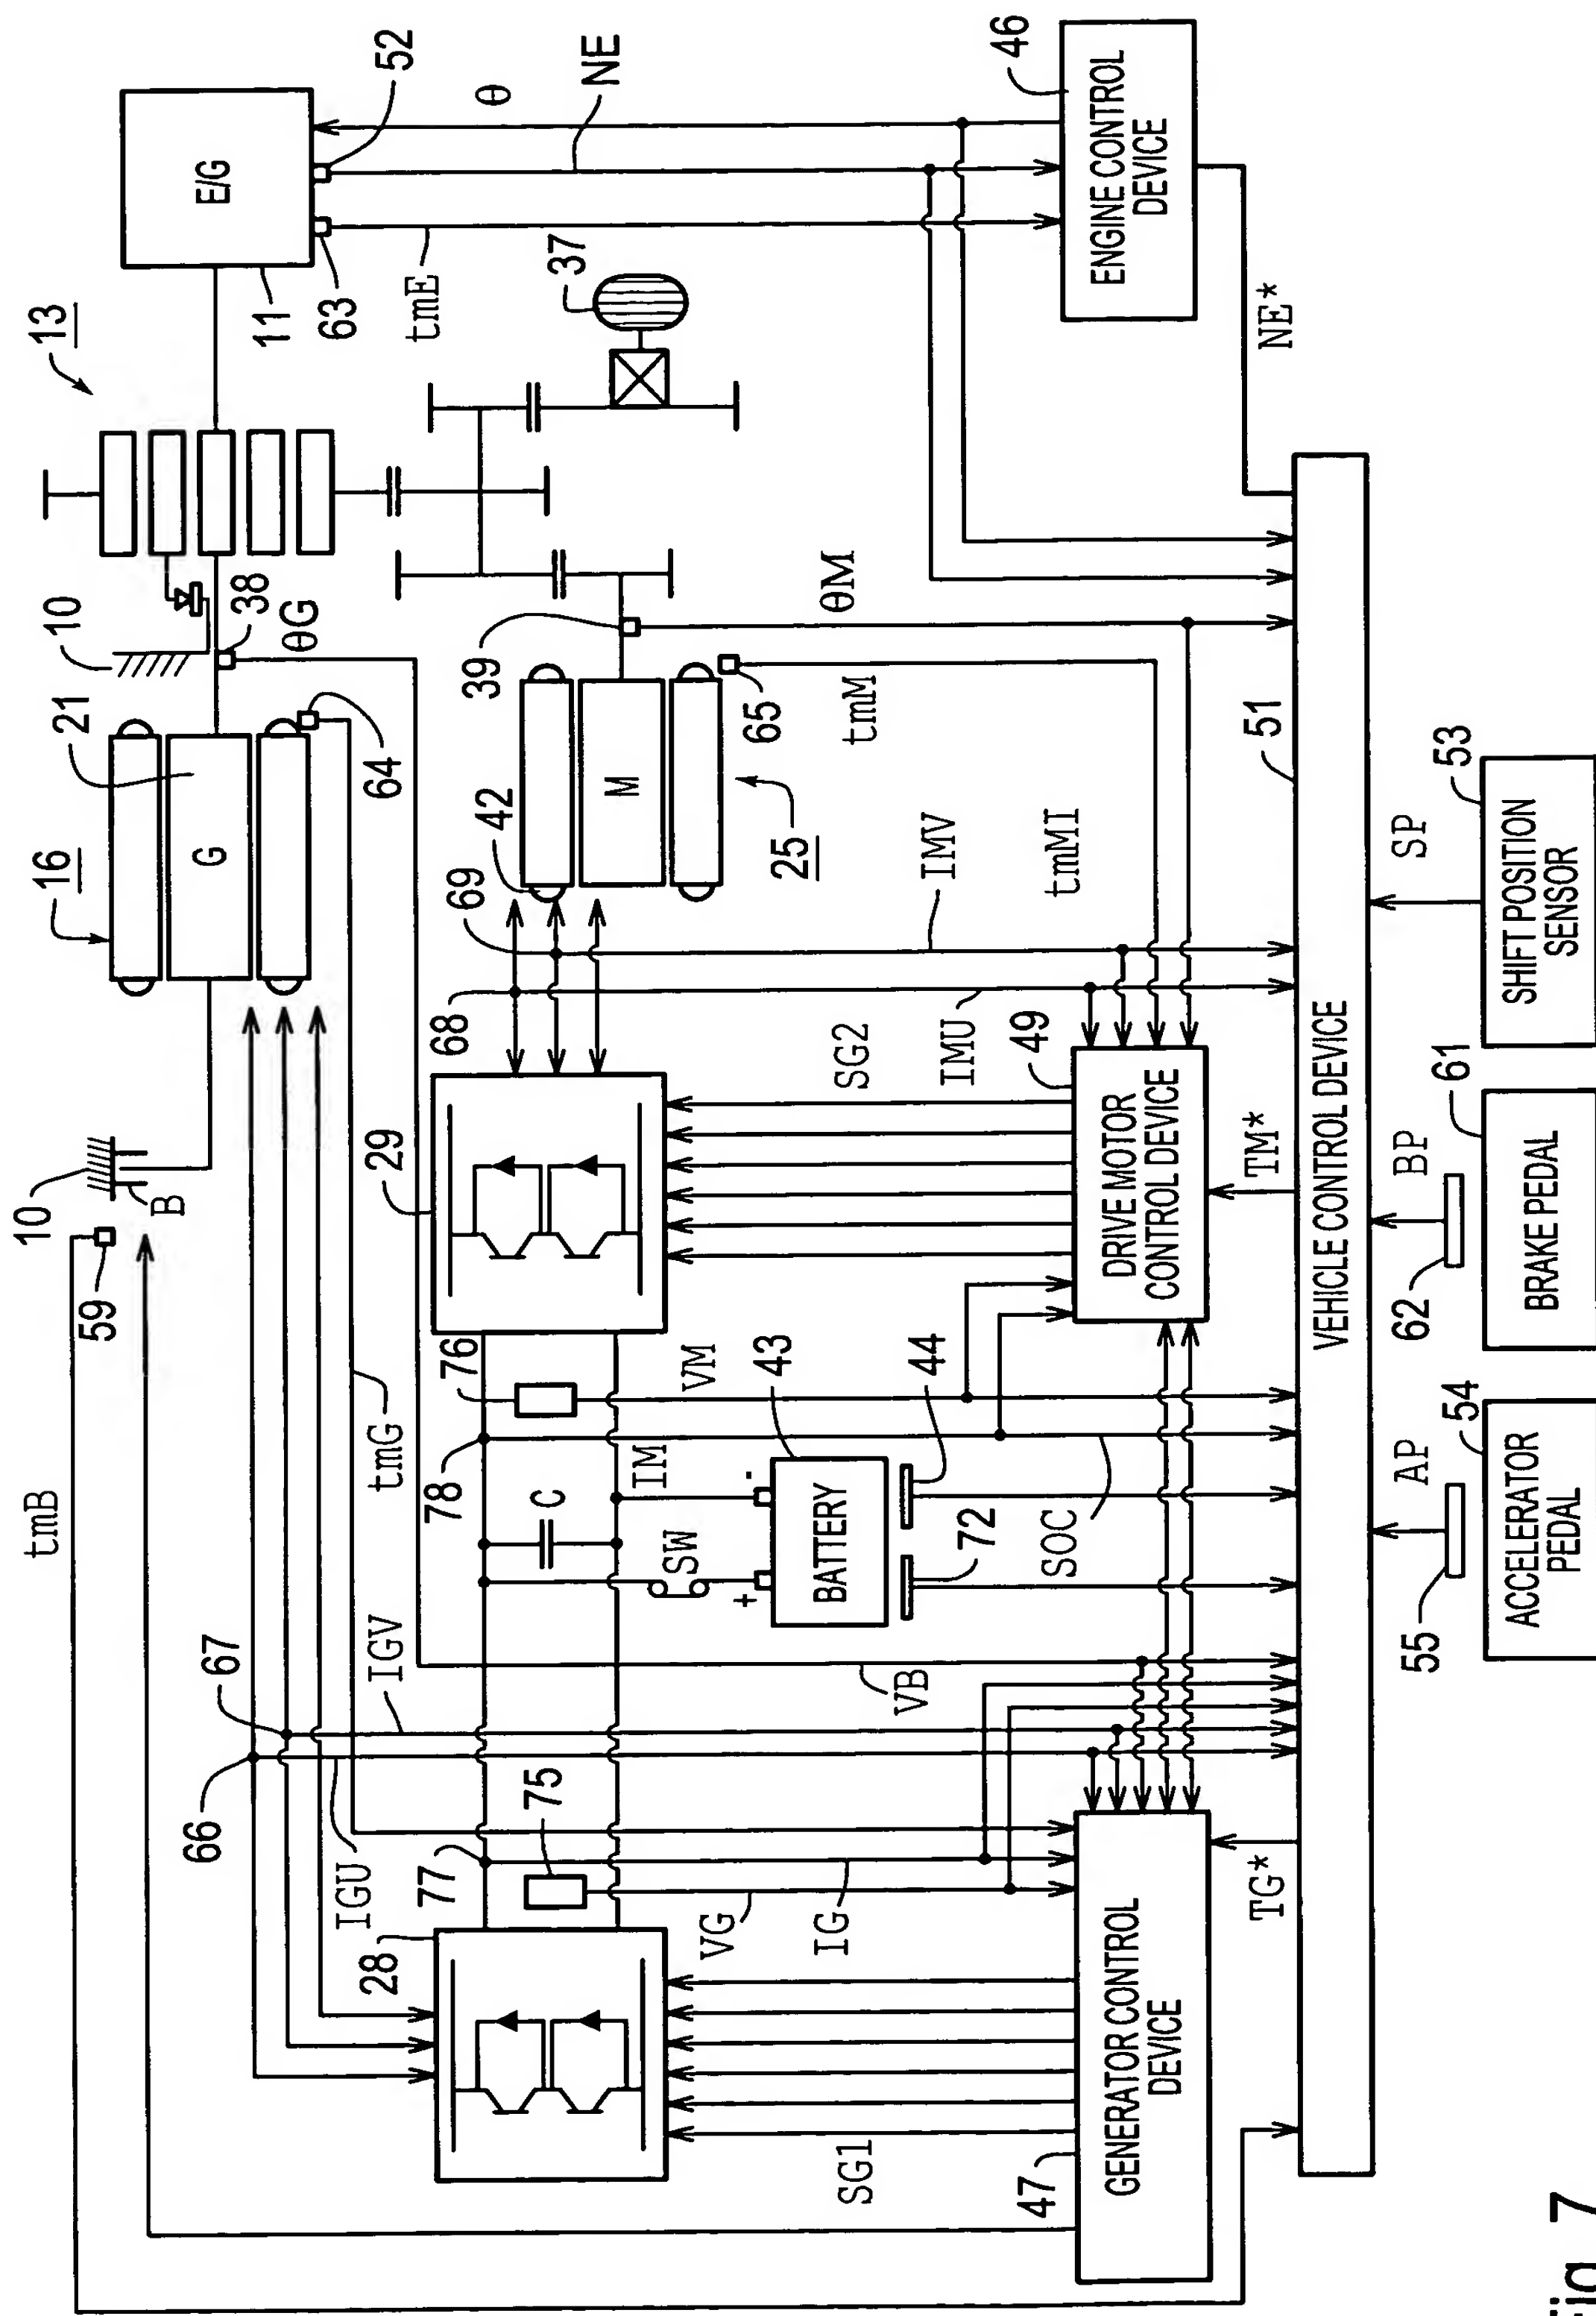 tmB
59
10
B
16
G
21
64
10
38
θG
13
E/G
11
63
52
tmE
NE
θ
37
66
67
IGU
IGV
tmG
28
77
75
VG
IG
SG1
VB
78
76
C
IM
SW
+
-
BATTERY
43
44
72
VM
SOC
29
68
69
42
M
39
θM
65
tmM
25
SG2
IMU
IMV
tmMI
47
GENERATOR CONTROL
DEVICE
49
DRIVE MOTOR
CONTROL DEVICE
46
ENGINE CONTROL
DEVICE
TG*
TM*
NE*
51
VEHICLE CONTROL DEVICE
55
AP
54
ACCELERATOR
PEDAL
62
BP
61
BRAKE PEDAL
SP
53
SHIFT POSITION
SENSOR
Fig. 7